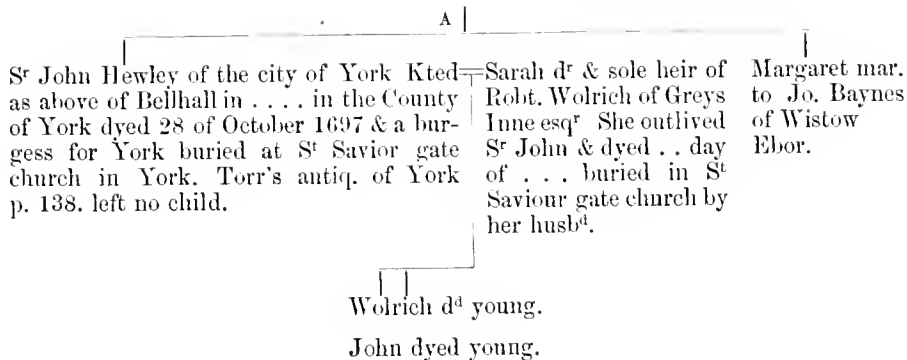 A
Sʳ John Hewley of the city of York Kted
as above of Bellhall in . . . . in the County
of York dyed 28 of October 1697 & a bur-
gess for York buried at Sᵗ Savior gate
church in York. Torr's antiq. of York
p. 138. left no child.
Sarah dʳ & sole heir of
Robt. Wolrich of Greys
Inne esqʳ She outlived
Sʳ John & dyed . . day
of . . . buried in Sᵗ
Saviour gate church by
her husbᵈ.
Margaret mar.
to Jo. Baynes
of Wistow
Ebor.
Wolrich dᵈ young.
John dyed young.